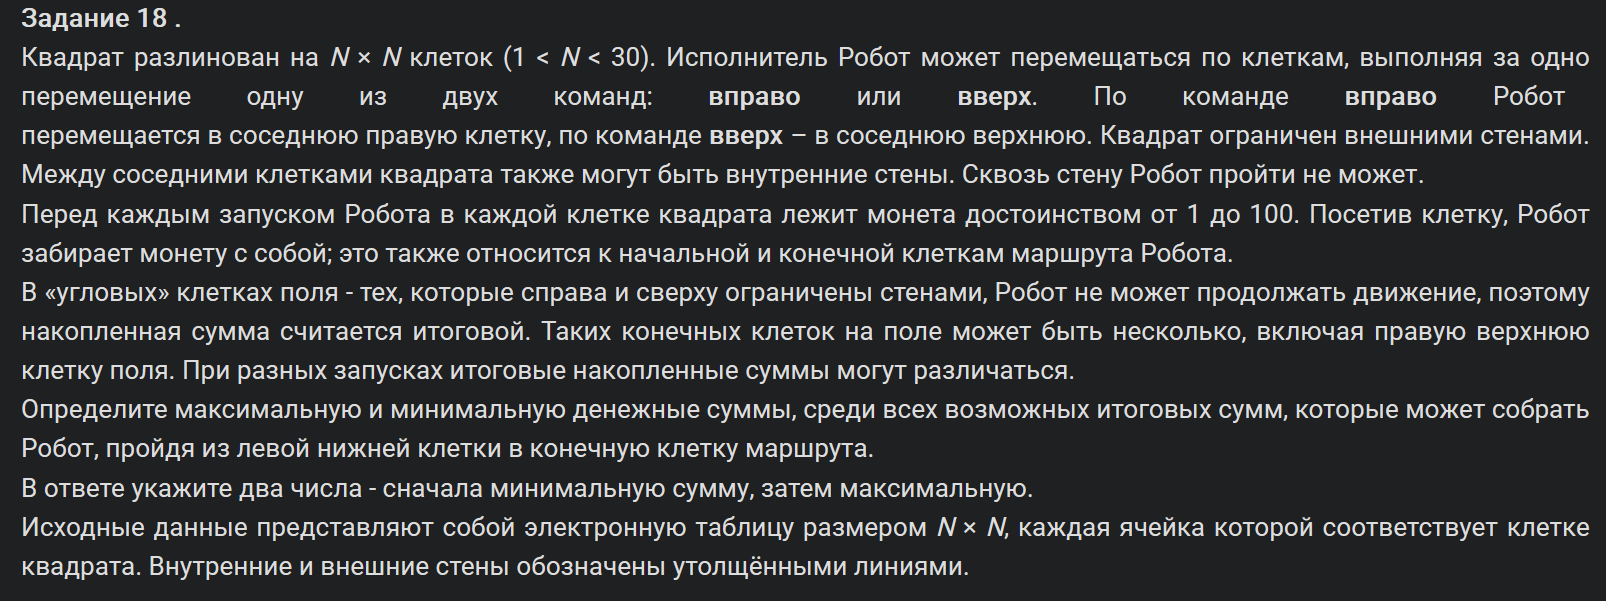 Задание 18 .
Квадрат разлинован на N × N клеток (1 < N < 30). Исполнитель Робот может перемещаться по клеткам, выполняя за одно
перемещение одну из двух команд: вправо или вверх. По команде вправо Робот
перемещается в соседнюю правую клетку, по команде вверх – в соседнюю верхнюю. Квадрат ограничен внешними стенами.
Между соседними клетками квадрата также могут быть внутренние стены. Сквозь стену Робот пройти не может.
Перед каждым запуском Робота в каждой клетке квадрата лежит монета достоинством от 1 до 100. Посетив клетку, Робот
забирает монету с собой; это также относится к начальной и конечной клеткам маршрута Робота.
В «угловых» клетках поля - тех, которые справа и сверху ограничены стенами, Робот не может продолжать движение, поэтому
накопленная сумма считается итоговой. Таких конечных клеток на поле может быть несколько, включая правую верхнюю
клетку поля. При разных запусках итоговые накопленные суммы могут различаться.
Определите максимальную и минимальную денежные суммы, среди всех возможных итоговых сумм, которые может собрать
Робот, пройдя из левой нижней клетки в конечную клетку маршрута.
В ответе укажите два числа - сначала минимальную сумму, затем максимальную.
Исходные данные представляют собой электронную таблицу размером N × N, каждая ячейка которой соответствует клетке
квадрата. Внутренние и внешние стены обозначены утолщёнными линиями.